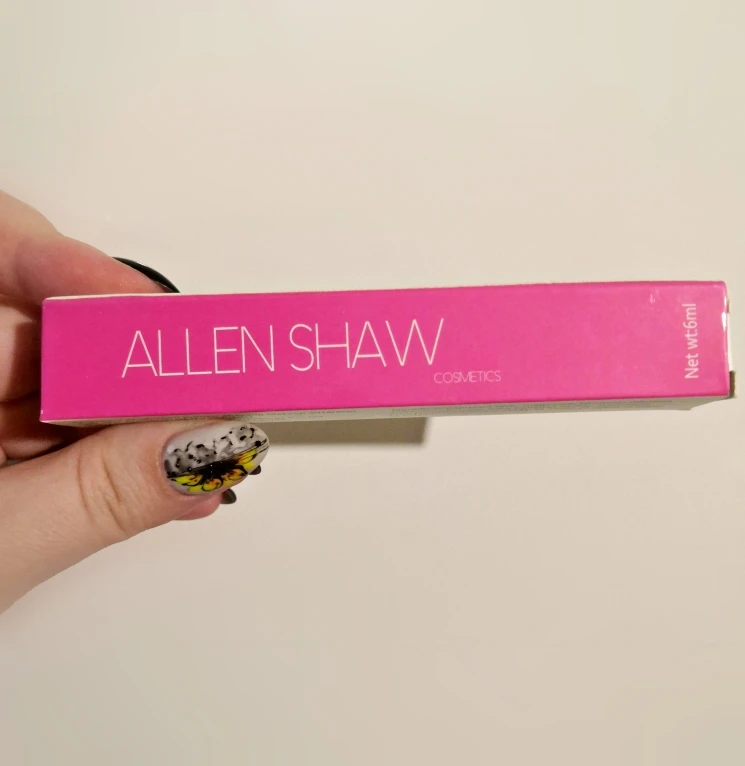 ALLEN SHAW
COSMETICS
Net wt:6ml